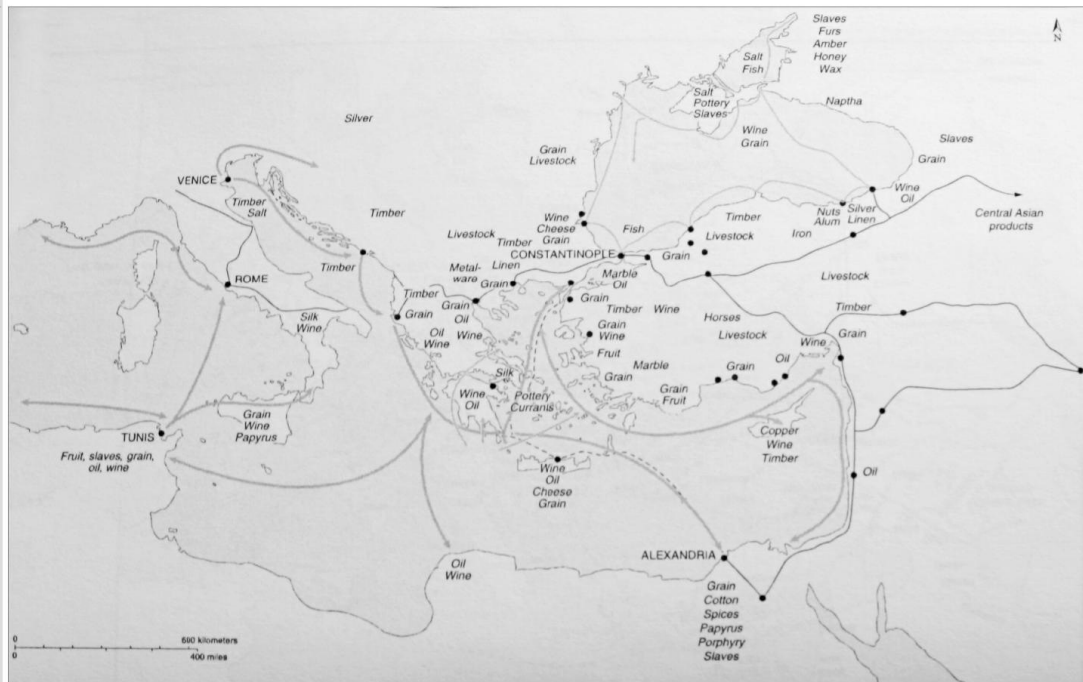 Slaves
Furs
Amber
Honey
Wax
N
Salt
Fish
Salt
Pottery
Slaves
Naptha
Silver
Wine
Grain
Slaves
Grain
Grain
Livestock
VENICE
Timber
Salt
Wine
Oil
Central Asian
products
Timber
Wine
Cheese
Grain
Fish
Timber
Nuts
Alum
Silver
Linen
Iron
Livestock
Livestock
Timber
Linen
CONSTANTINOPLE
Grain
Timber
Metal-
ware
Grain
Marble
Oil
Livestock
ROME
Timber
Grain
Grain
Oil
Wine
Grain
Timber
Wine
Horses
Livestock
Timber
Grain
Silk
Wine
Oil
Wine
Grain
Wine
Fruit
Wine
Marble
Grain
Grain
Oil
Silk
Wine
Oil
Pottery
Currants
Grain
Fruit
Grain
Wine
Papyrus
TUNIS
Fruit, slaves, grain,
oil, wine
Copper
Wine
Timber
Wine
Oil
Cheese
Grain
Oil
ALEXANDRIA
Oil
Wine
Grain
Cotton
Spices
Papyrus
Porphyry
Slaves
0 600 kilometers
0 400 miles